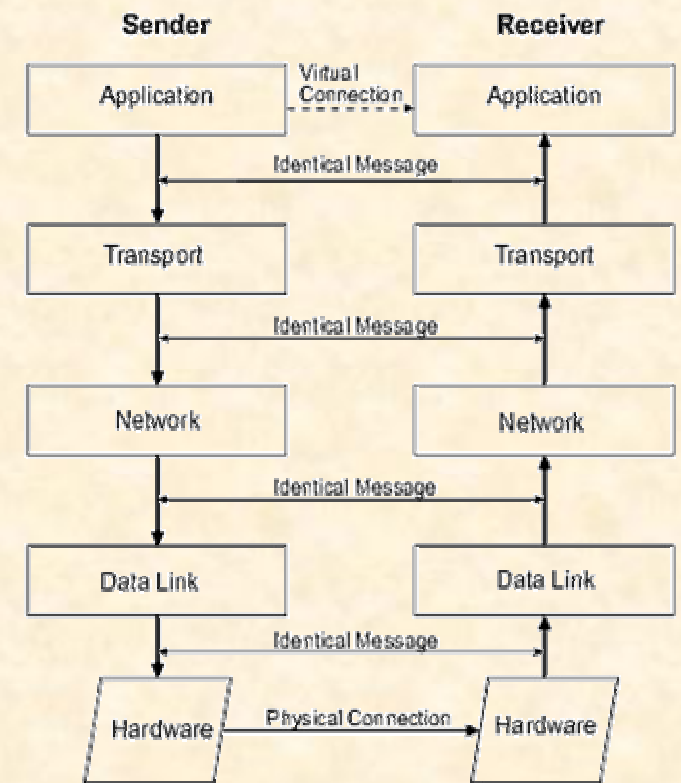 Sender Receiver
Application
Virtual
Connection
Application
Identical Message
Transport Transport
Identical Message
Network Network
Identical Message
Data Link Data Link
Identical Message
Hardware Physical Connection Hardware